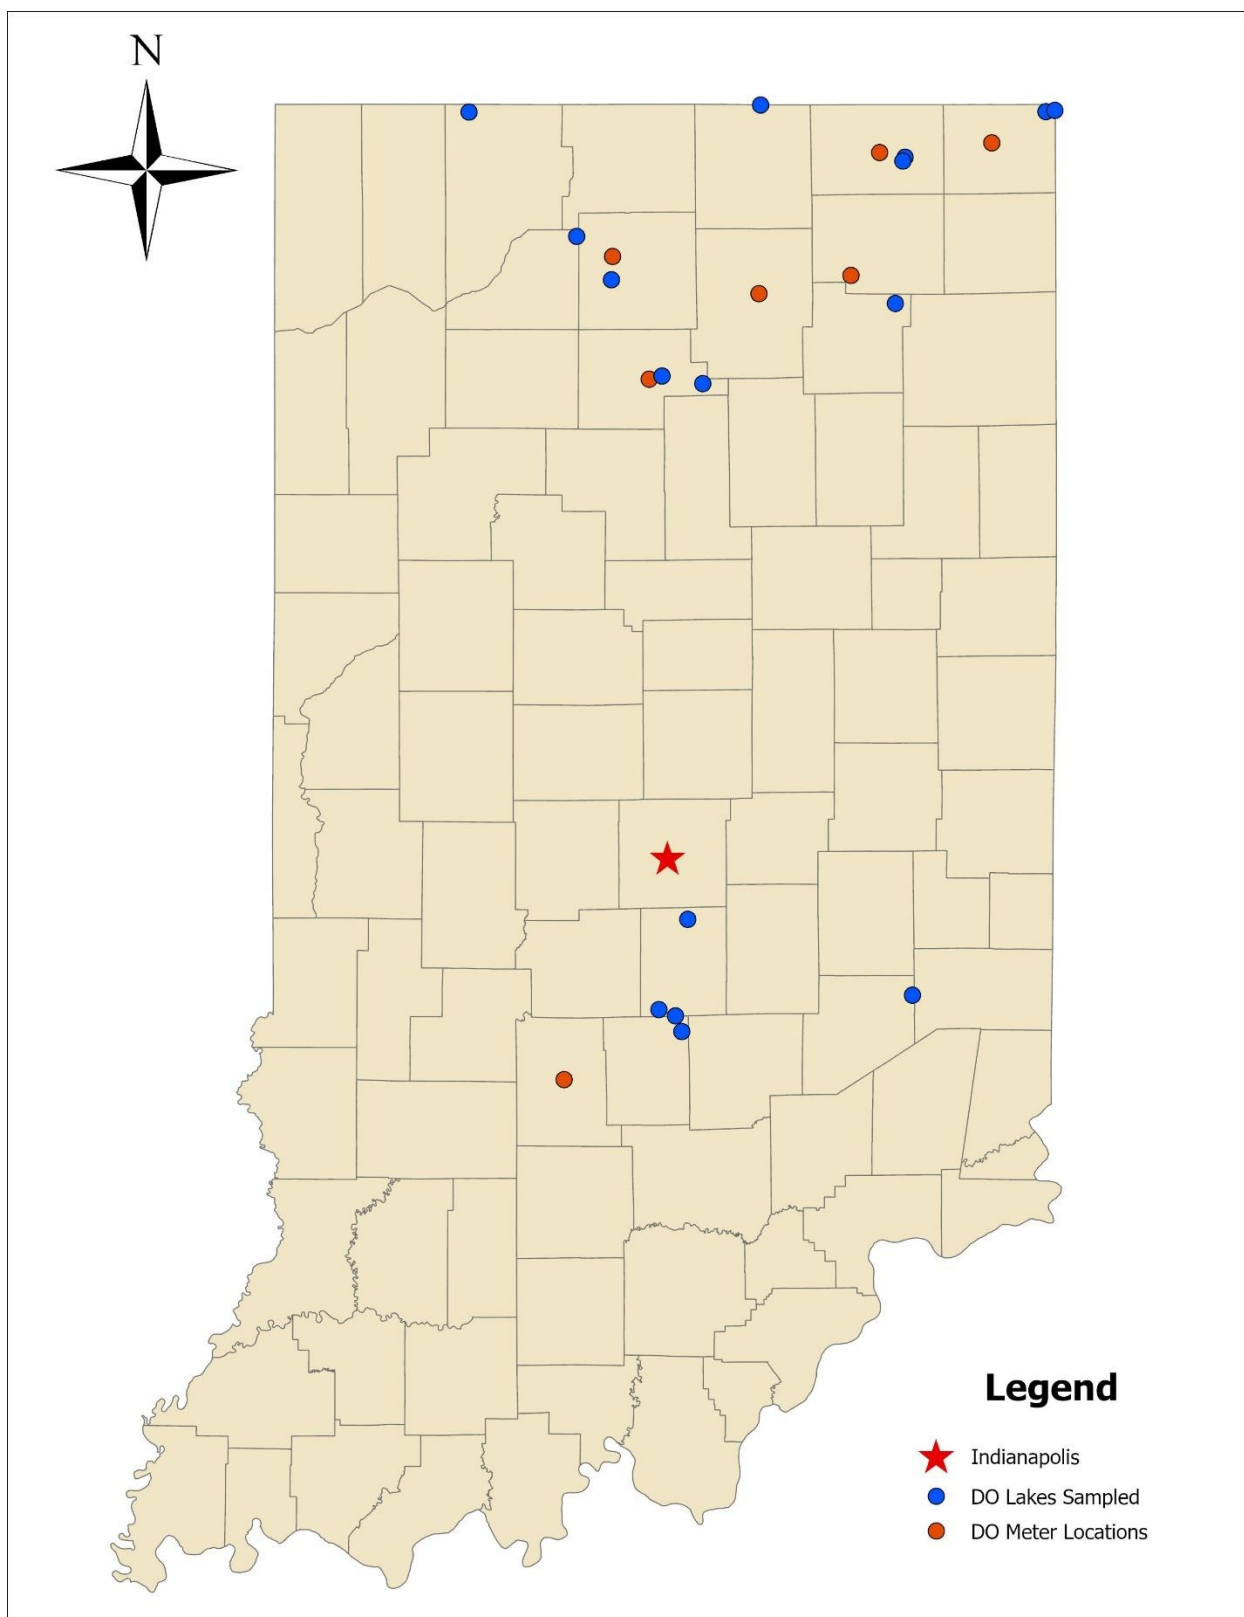 N
Legend
Indianapolis
DO Lakes Sampled
DO Meter Locations